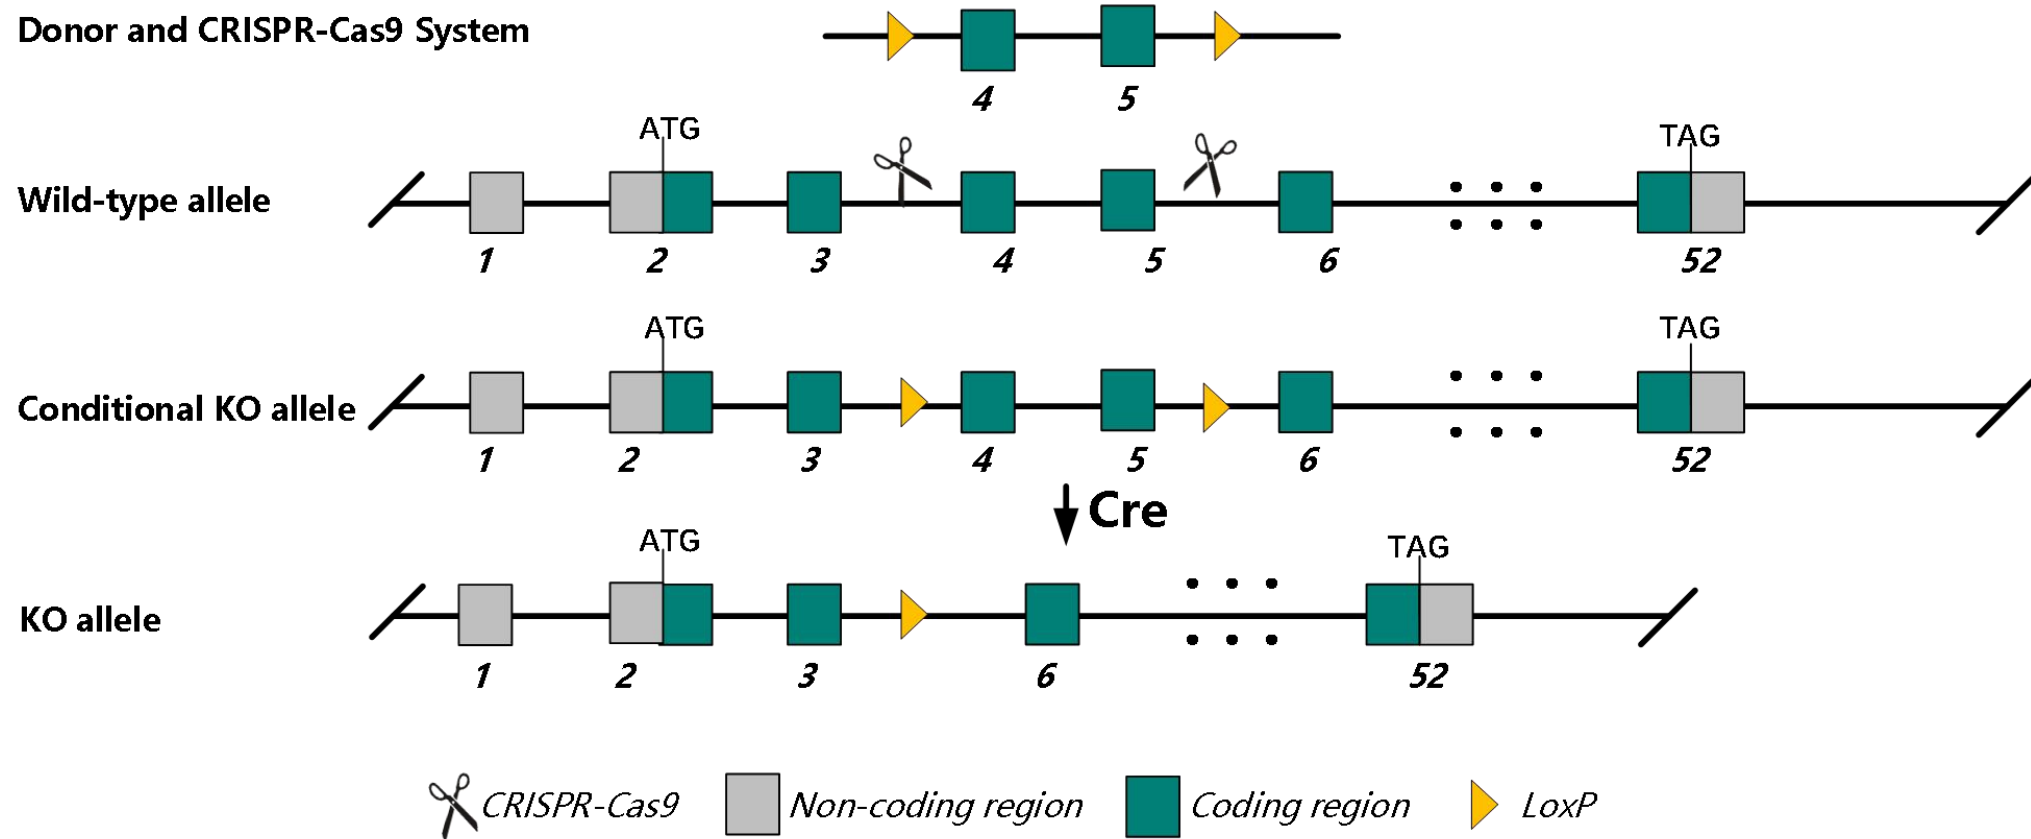 Donor and CRISPR-Cas9 System
4 5
ATG TAG
Wild-type allele
1 2 3 4 5 6 52
ATG TAG
Conditional KO allele
1 2 3 4 5 6 52
Cre
ATG TAG
KO allele
1 2 3 6 52
CRISPR-Cas9 Non-coding region Coding region LoxP